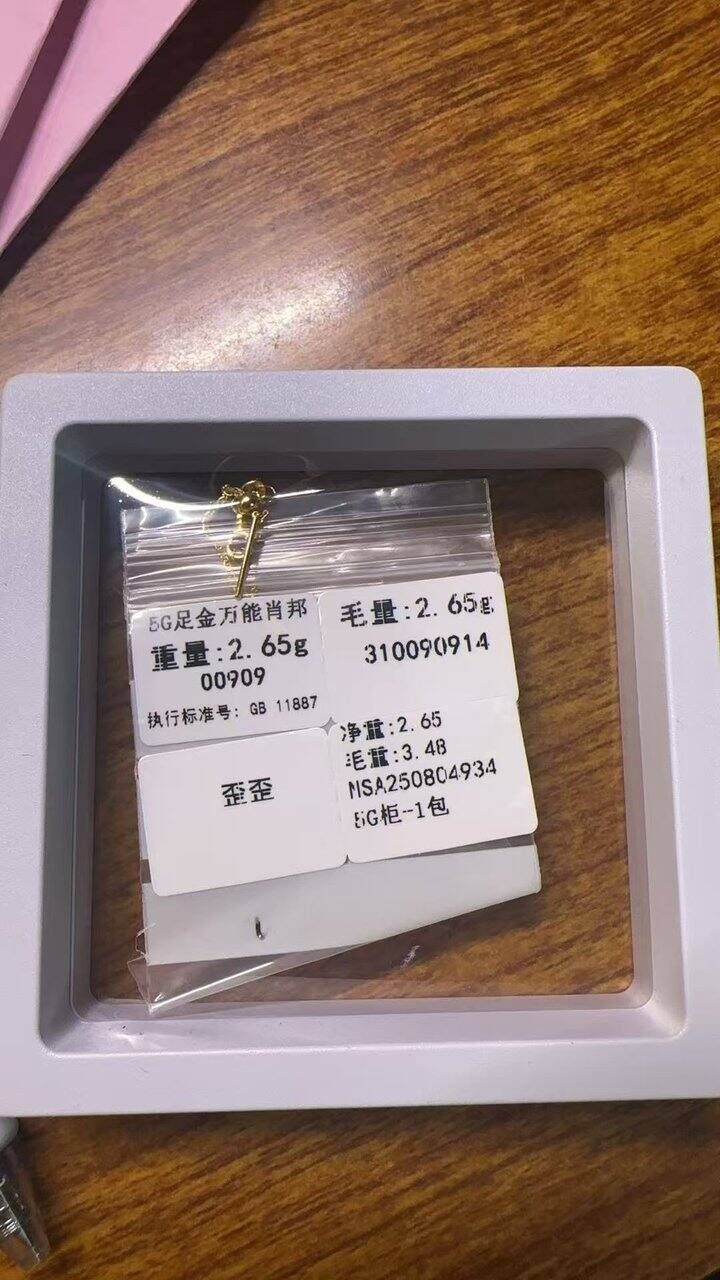 5G足金万能肖邦
重量:2.65g
00909
执行标准号: GB 11887
毛重:2.65g
310090914
歪歪
净重:2.65
毛重:3.48
NSA250804934
5G柜-1包